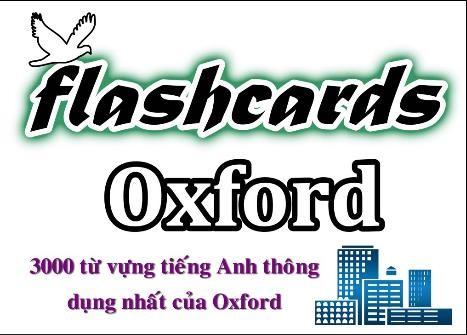 flashcards
Oxford
3000 từ vựng tiếng Anh thông
dụng nhất của Oxford